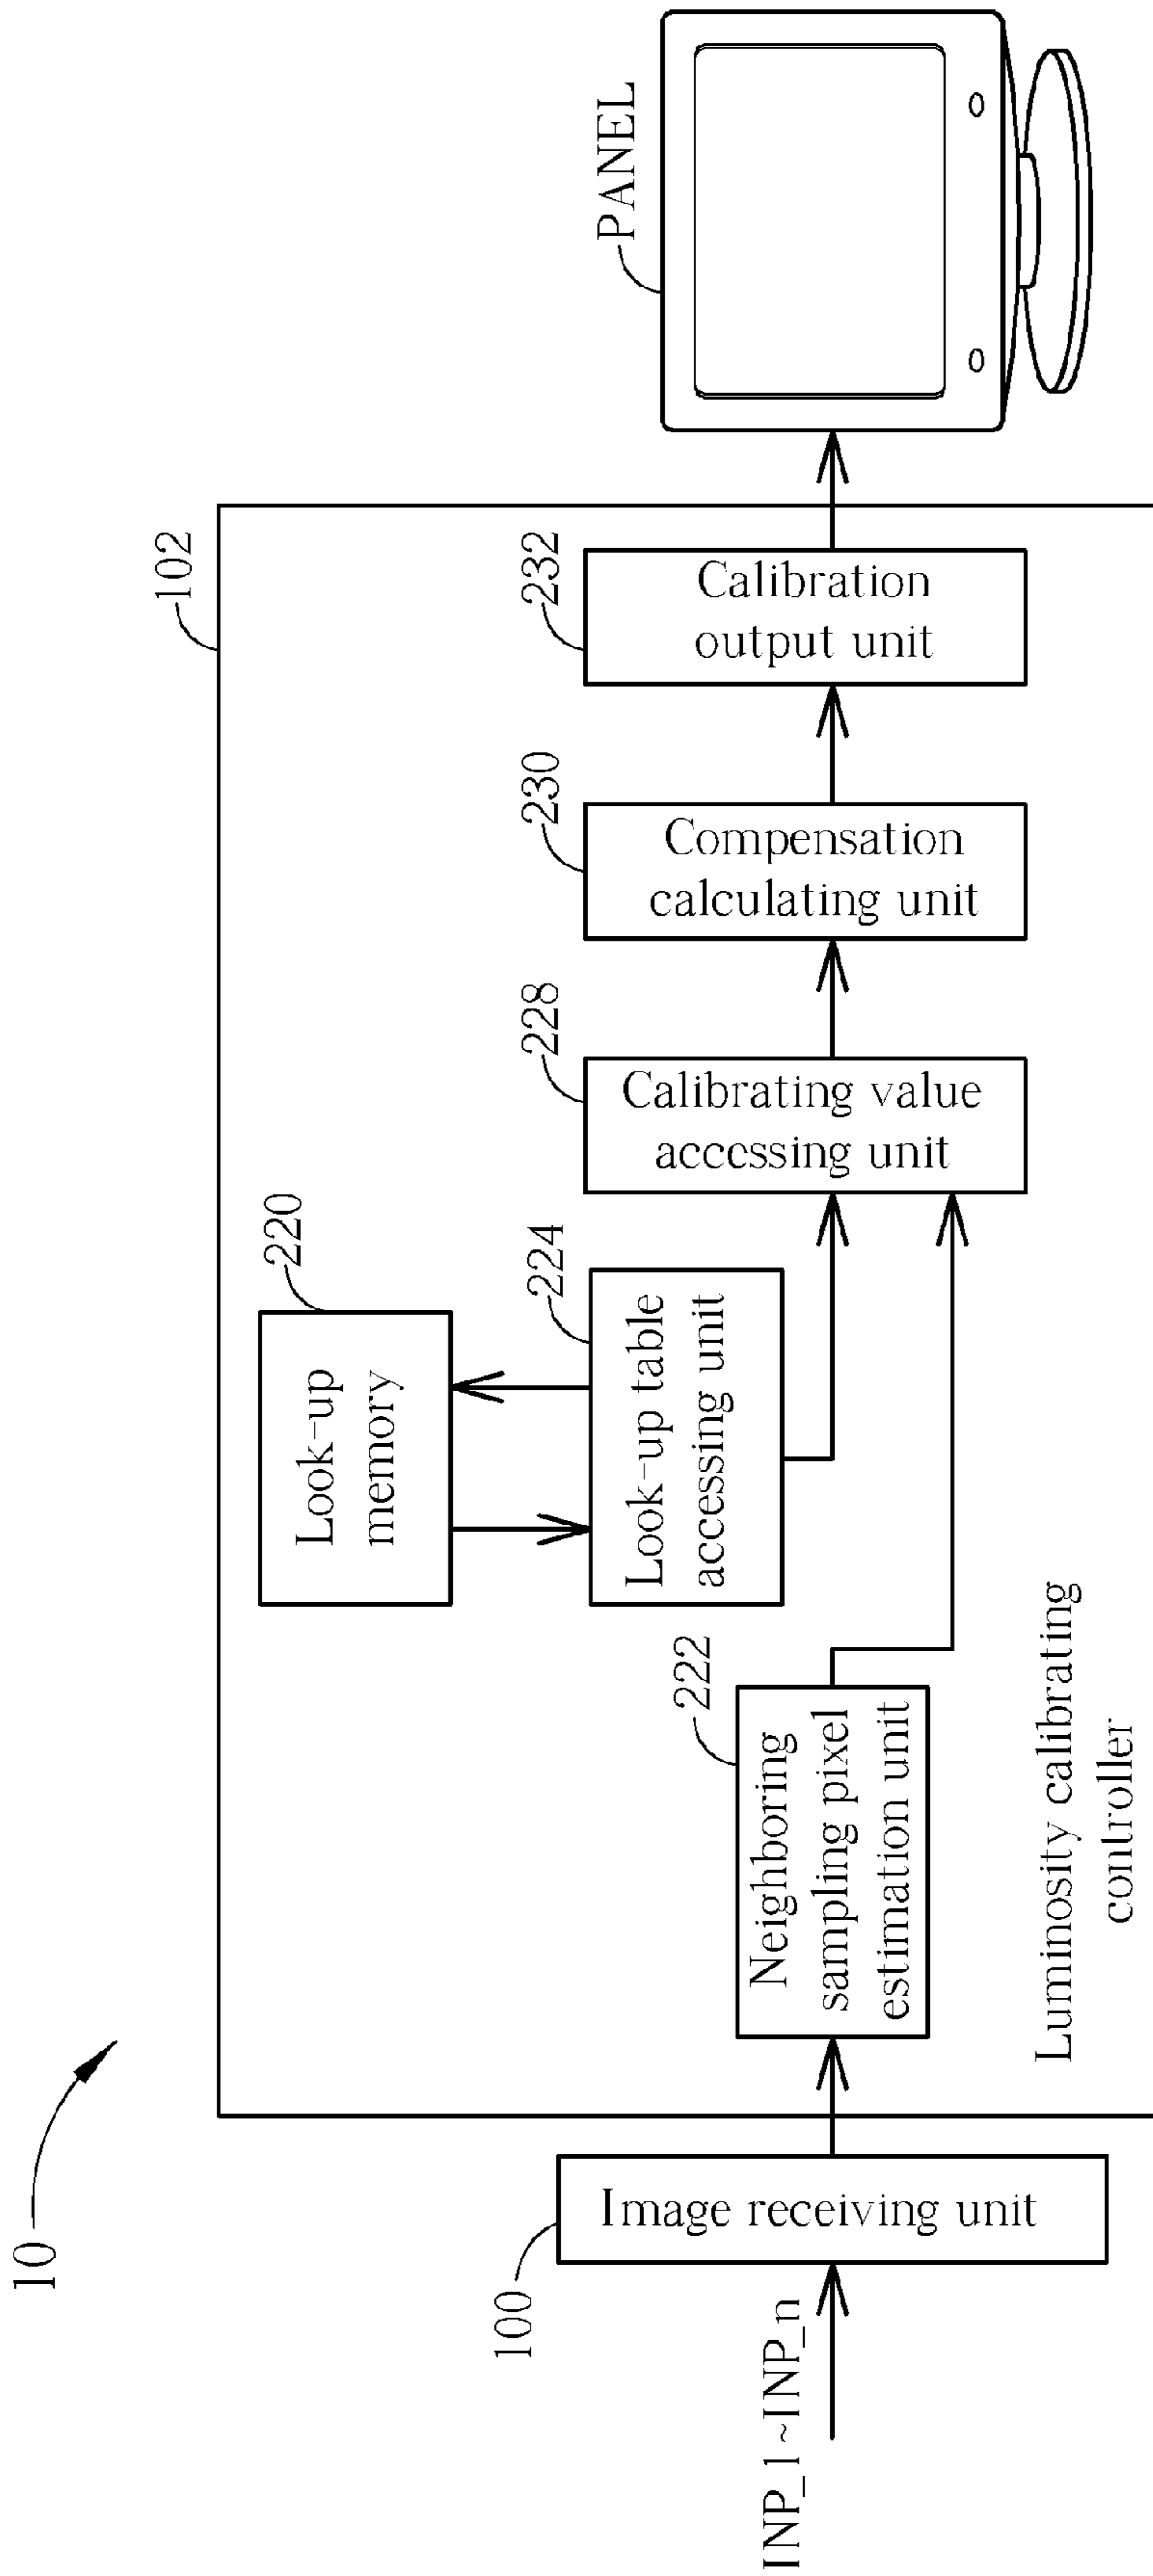 10
102
PANEL
220
Look-up
memory
224
Look-up table
accessing unit
228
Calibrating value
accessing unit
230
Compensation
calculating unit
232
Calibration
output unit
222
Neighboring
sampling pixel
estimation unit
100
Image receiving unit
INP_1~INP_n
Luminosity calibrating
controller